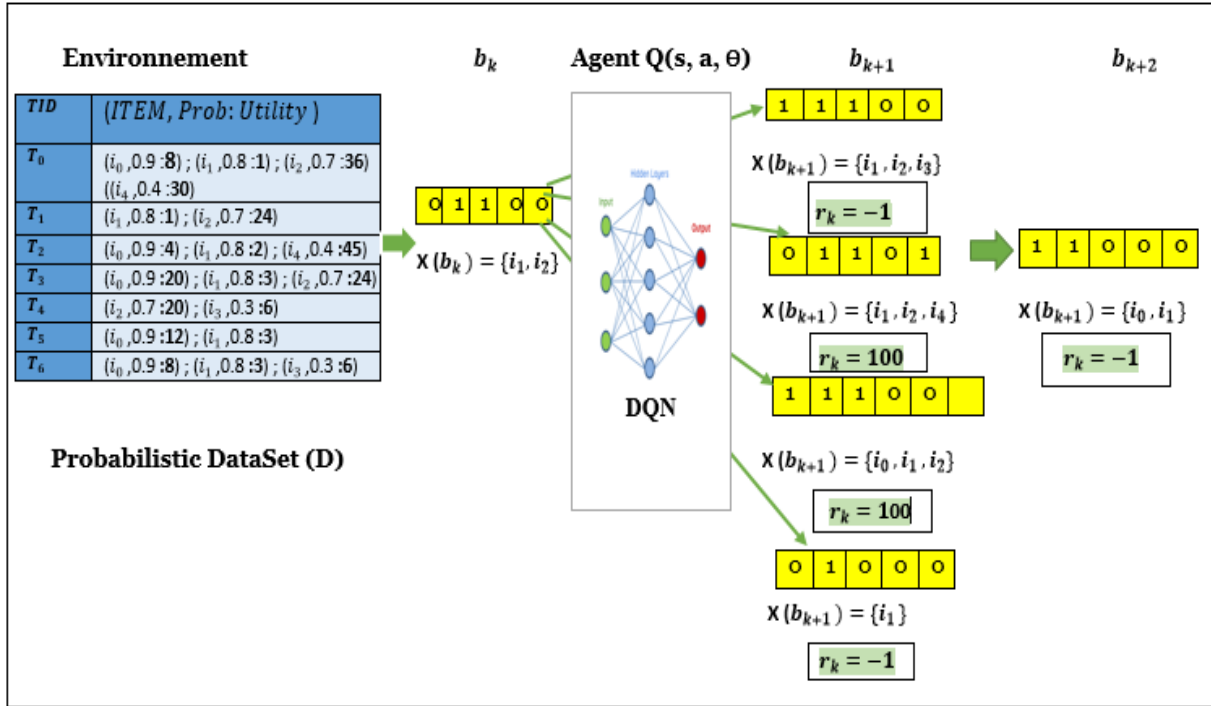 Environnement
TID (ITEM, Prob: Utility )
T₀ (i₀ ,0.9 :8) ; (i₁ ,0.8 :1) ; (i₂ ,0.7 :36)
((i₄ ,0.4 :30)
T₁ (i₁ ,0.8 :1) ; (i₂ ,0.7 :24)
T₂ (i₀ ,0.9 :4) ; (i₁ ,0.8 :2) ; (i₄ ,0.4 :45)
T₃ (i₀ ,0.9 :20) ; (i₁ ,0.8 :3) ; (i₂ ,0.7 :24)
T₄ (i₂ ,0.7 :20) ; (i₃ ,0.3 :6)
T₅ (i₀ ,0.9 :12) ; (i₁ ,0.8 :3)
T₆ (i₀ ,0.9 :8) ; (i₁ ,0.8 :3) ; (i₃ ,0.3 :6)
Probabilistic DataSet (D)
bₖ
0 1 1 0 0
X (bₖ) = {i₁, i₂}
Agent Q(s, a, Θ)
Hidden Layers
Input
Output
DQN
bₖ₊₁
1 1 1 0 0
X (bₖ₊₁) = {i₁, i₂, i₃}
rₖ = −1
0 1 1 0 1
X (bₖ₊₁) = {i₁, i₂, i₄}
rₖ = 100
1 1 1 0 0
X (bₖ₊₁) = {i₀, i₁, i₂}
rₖ = 100
0 1 0 0 0
X (bₖ₊₁) = {i₁}
rₖ = −1
bₖ₊₂
1 1 0 0 0
X (bₖ₊₁) = {i₀, i₁}
rₖ = −1